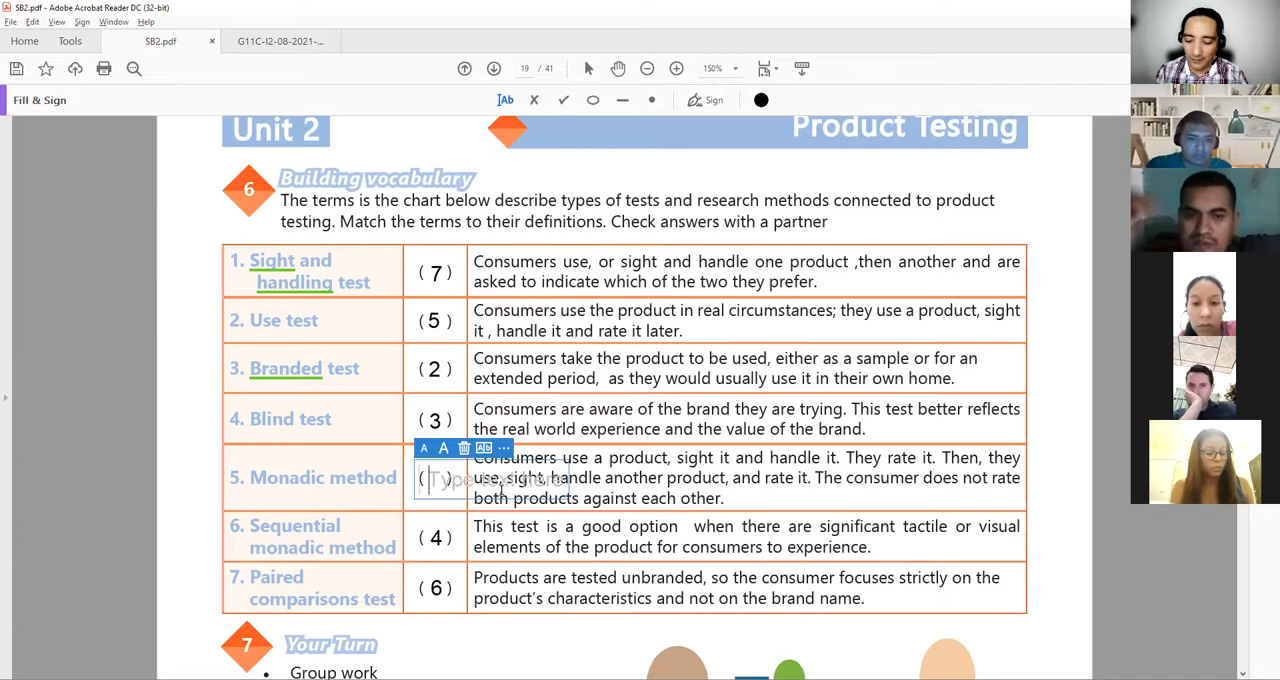 SB2.pdf - Adobe Acrobat Reader DC (32-bit)
File Edit View Sign Window Help
Home Tools SB2.pdf × G11C-I2-08-2021-...
19 / 41 150%
Fill & Sign Sign
Unit 2 Product Testing
6 Building vocabulary
The terms is the chart below describe types of tests and research methods connected to product
testing. Match the terms to their definitions. Check answers with a partner
1. Sight and
handling test
( 7 )
Consumers use, or sight and handle one product ,then another and are
asked to indicate which of the two they prefer.
2. Use test
( 5 )
Consumers use the product in real circumstances; they use a product, sight
it , handle it and rate it later.
3. Branded test
( 2 )
Consumers take the product to be used, either as a sample or for an
extended period, as they would usually use it in their own home.
4. Blind test
( 3 )
Consumers are aware of the brand they are trying. This test better reflects
the real world experience and the value of the brand.
5. Monadic method
( )
Type text here
Consumers use a product, sight it and handle it. They rate it. Then, they
use, sight, handle another product, and rate it. The consumer does not rate
both products against each other.
6. Sequential
monadic method
( 4 )
This test is a good option when there are significant tactile or visual
elements of the product for consumers to experience.
7. Paired
comparisons test
( 6 )
Products are tested unbranded, so the consumer focuses strictly on the
product's characteristics and not on the brand name.
7 Your Turn
• Group work